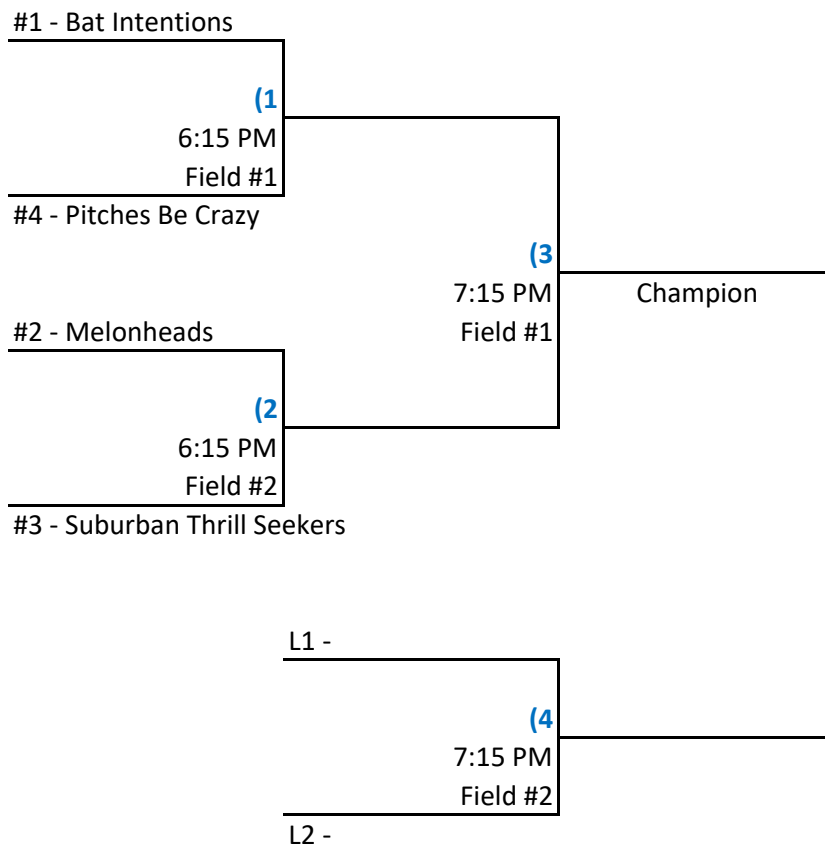 #1 - Bat Intentions
(1
6:15 PM
Field #1
#4 - Pitches Be Crazy
(3
7:15 PM
Champion
#2 - Melonheads
Field #1
(2
6:15 PM
Field #2
#3 - Suburban Thrill Seekers
L1 -
(4
7:15 PM
Field #2
L2 -